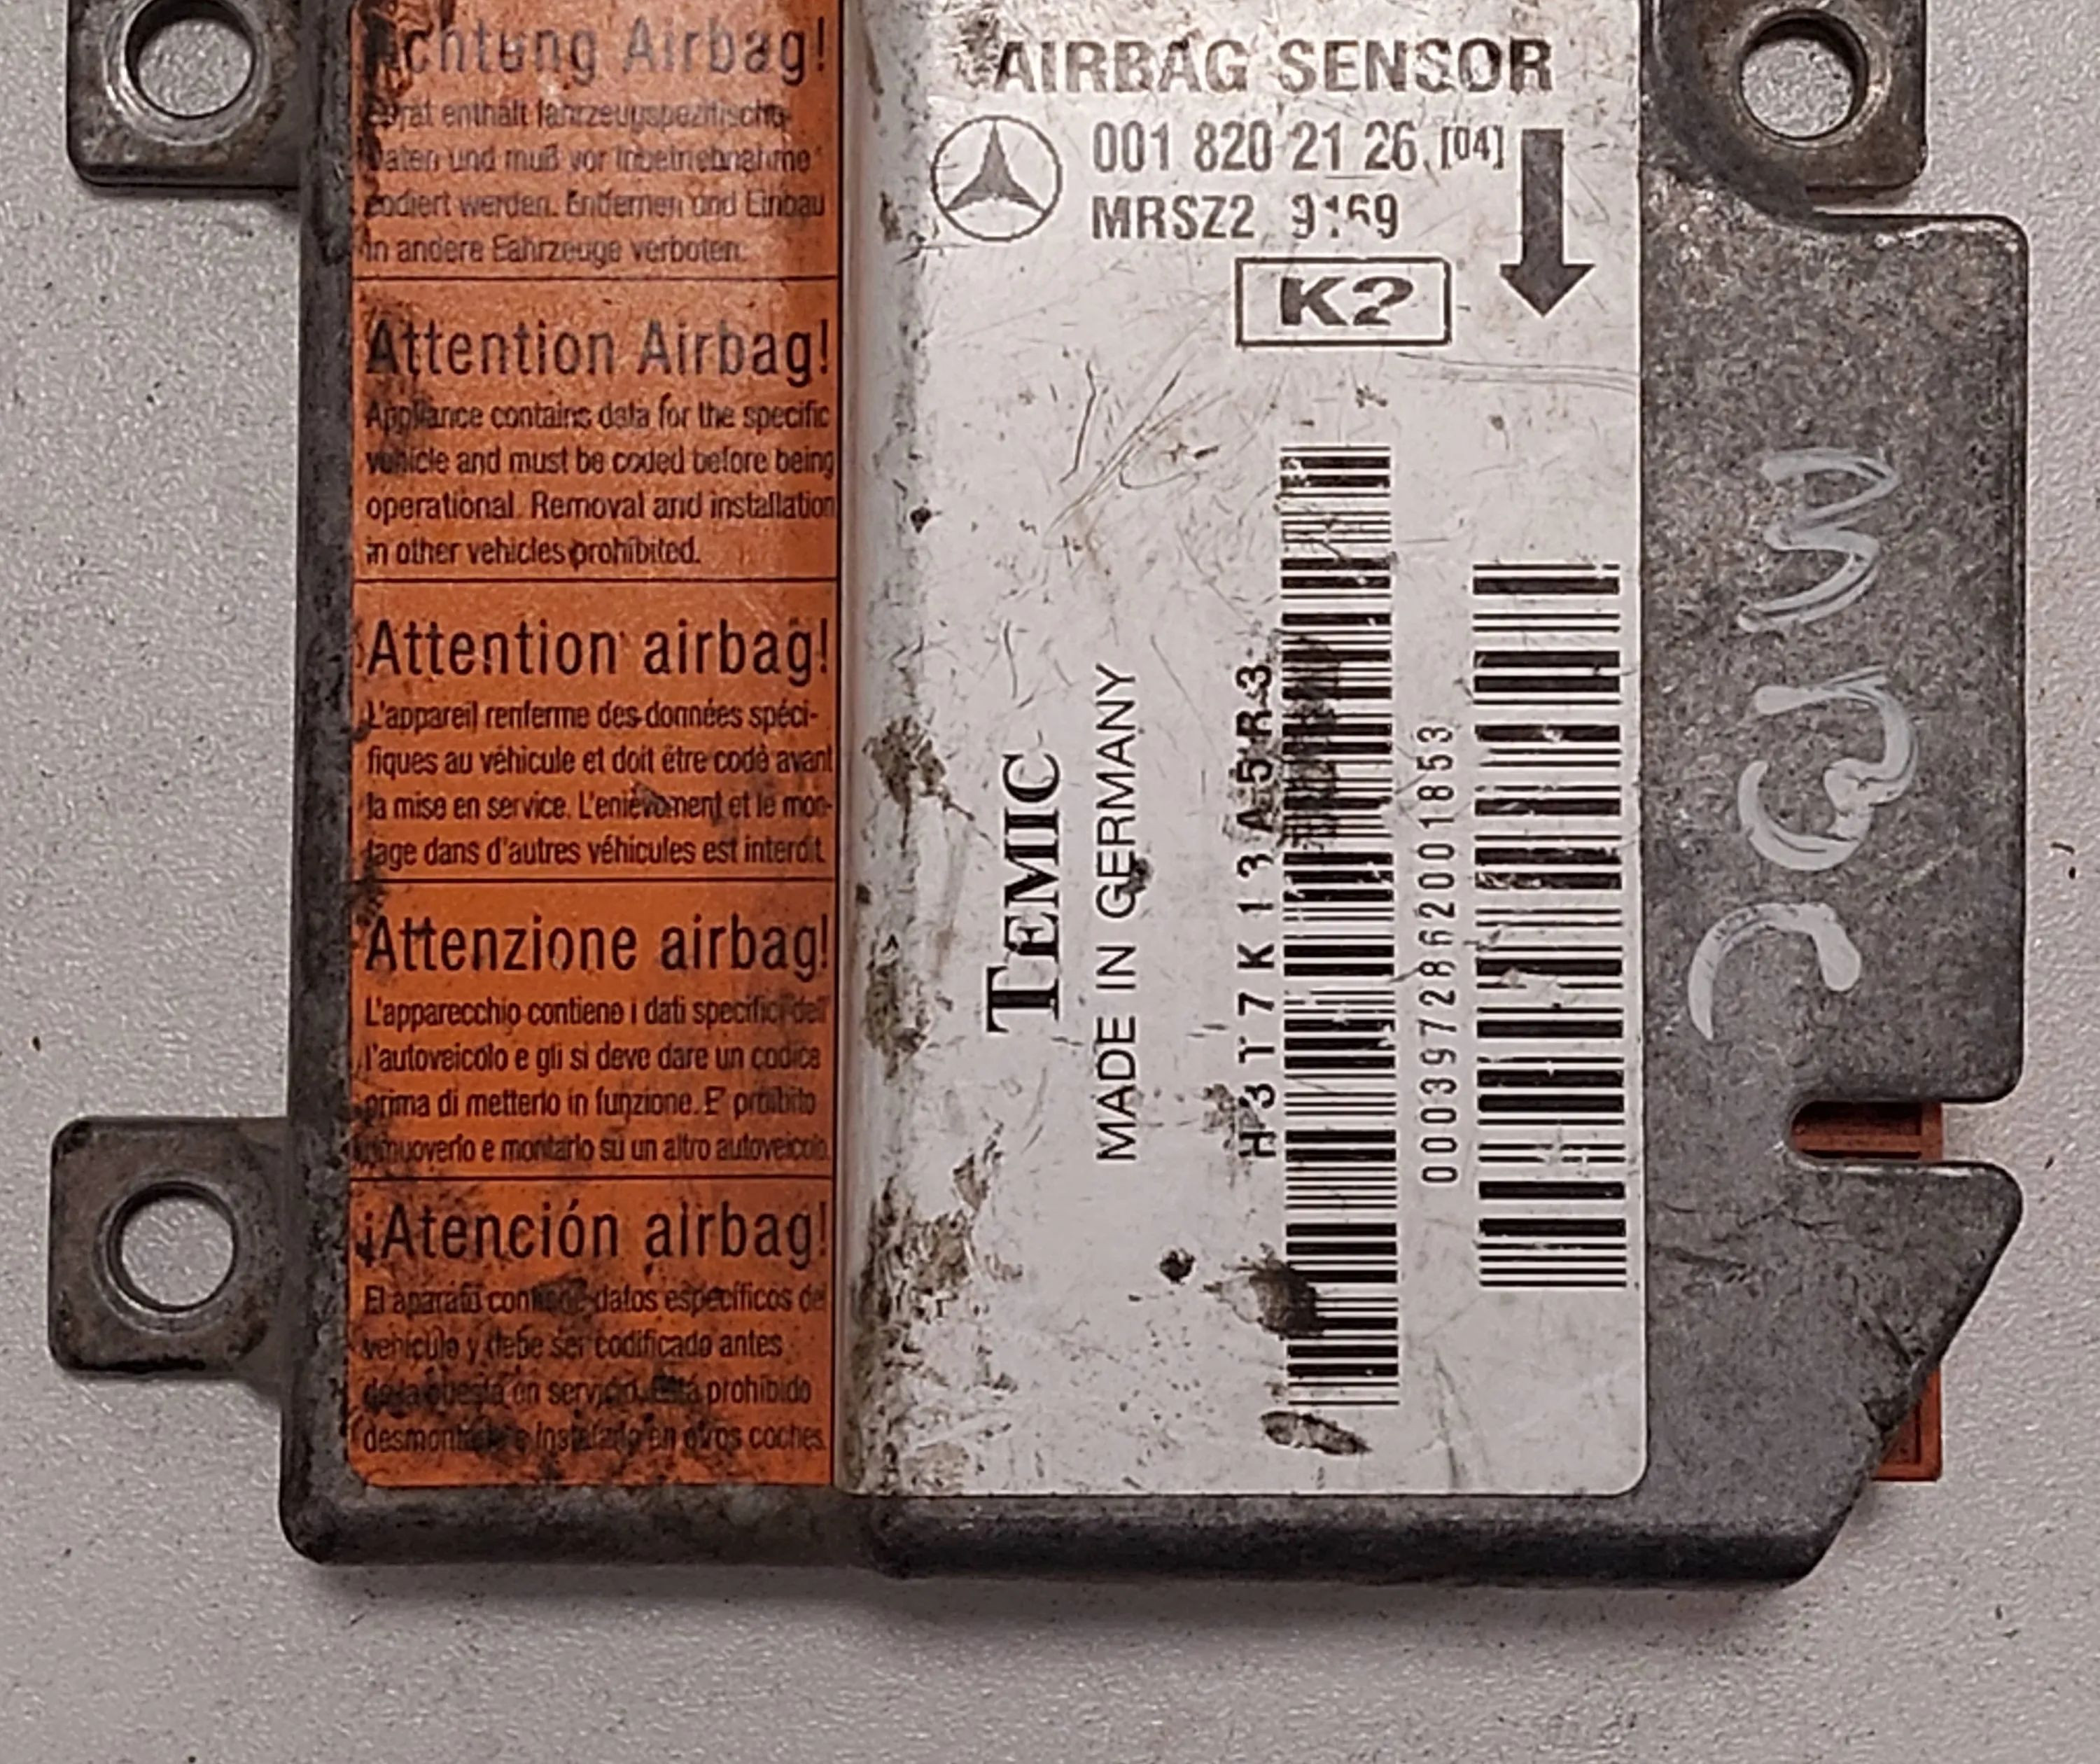 Achtung Airbag!
Gerät enthält fahrzeugspezifische
Daten und muß vor Inbetriebnahme
codiert werden. Entfernen und Einbau
in andere Fahrzeuge verboten.
Attention Airbag!
Appliance contains data for the specific
vehicle and must be coded before being
operational. Removal and installation
in other vehicles prohibited.
Attention airbag!
L'appareil renferme des données spéci-
fiques au véhicule et doit être codé avant
la mise en service. L'enlèvement et le mon-
tage dans d'autres véhicules est interdit.
Attenzione airbag!
L'apparecchio contiene i dati specifici dell'
l'autoveicolo e gli si deve dare un codice
prima di metterlo in funzione. E' proibito
rimuoverlo e montarlo su un altro autoveicolo.
¡Atención airbag!
El aparato contiene datos específicos del
vehículo y debe ser codificado antes
de la puesta en servicio. Está prohibido
desmontarlo e instalarlo en otros coches.
AIRBAG SENSOR
001 820 21 26 [04]
MRSZ2
K2
TEMIC
MADE IN GERMANY
H31T7K13A5R3
00039728620001853